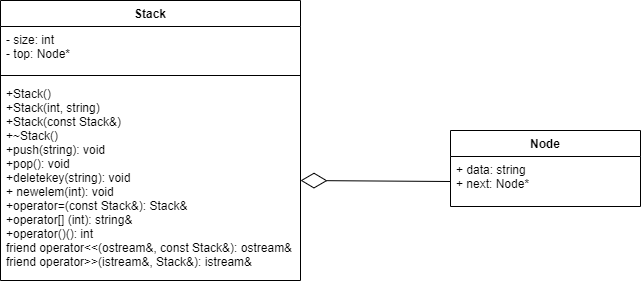 Stack
- size: int
- top: Node*
+Stack()
+Stack(int, string)
+Stack(const Stack&)
+~Stack()
+push(string): void
+pop(): void
+deletekey(string): void
+ newelem(int): void
+operator=(const Stack&): Stack&
+operator[] (int): string&
+operator()(): int
friend operator<<(ostream&, const Stack&): ostream&
friend operator>>(istream&, Stack&): istream&
Node
+ data: string
+ next: Node*